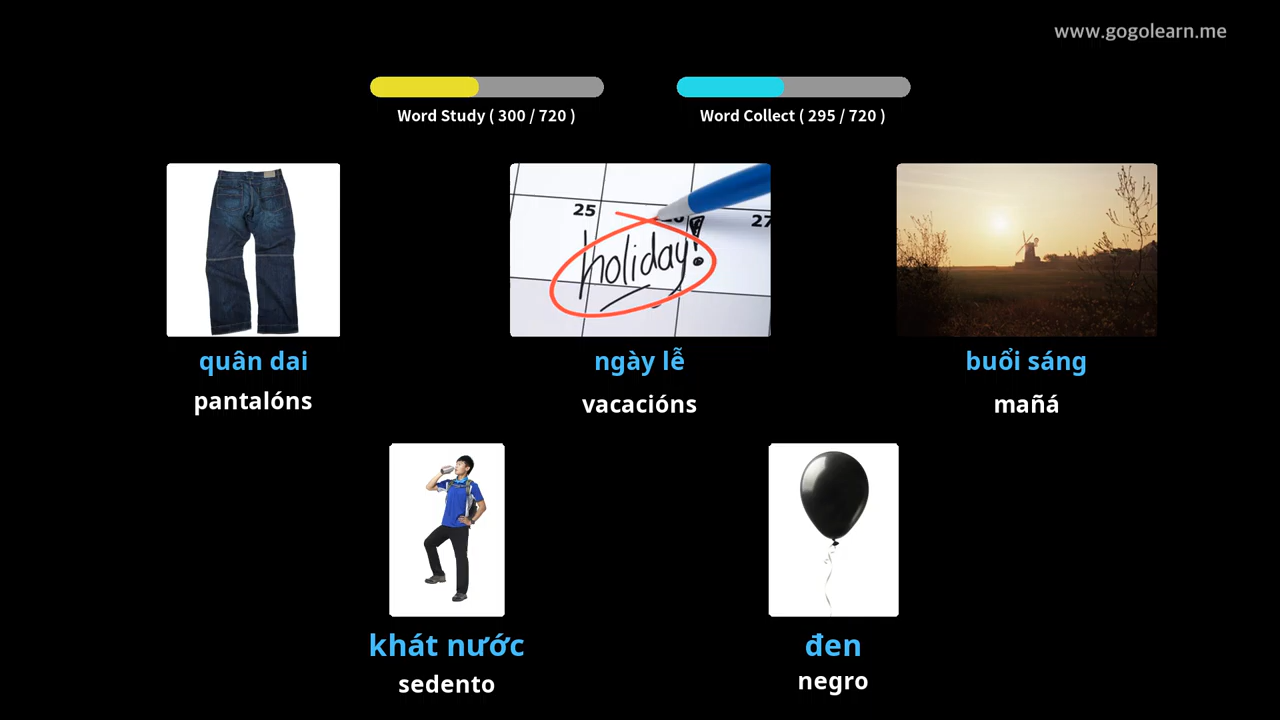 www.gogolearn.me
Word Study ( 300 / 720 )
Word Collect ( 295 / 720 )
25
27
holiday!
quân dai
ngày lễ
buổi sáng
pantalóns
vacacións
mañá
khát nước
đen
sedento
negro